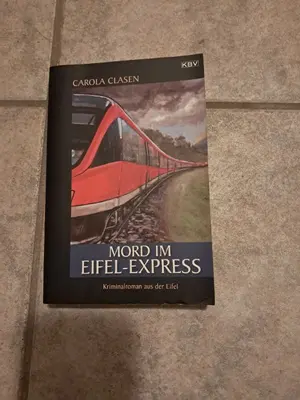 KBV
CAROLA CLASEN
MORD IM
EIFEL-EXPRESS
Kriminalroman aus der Eifel